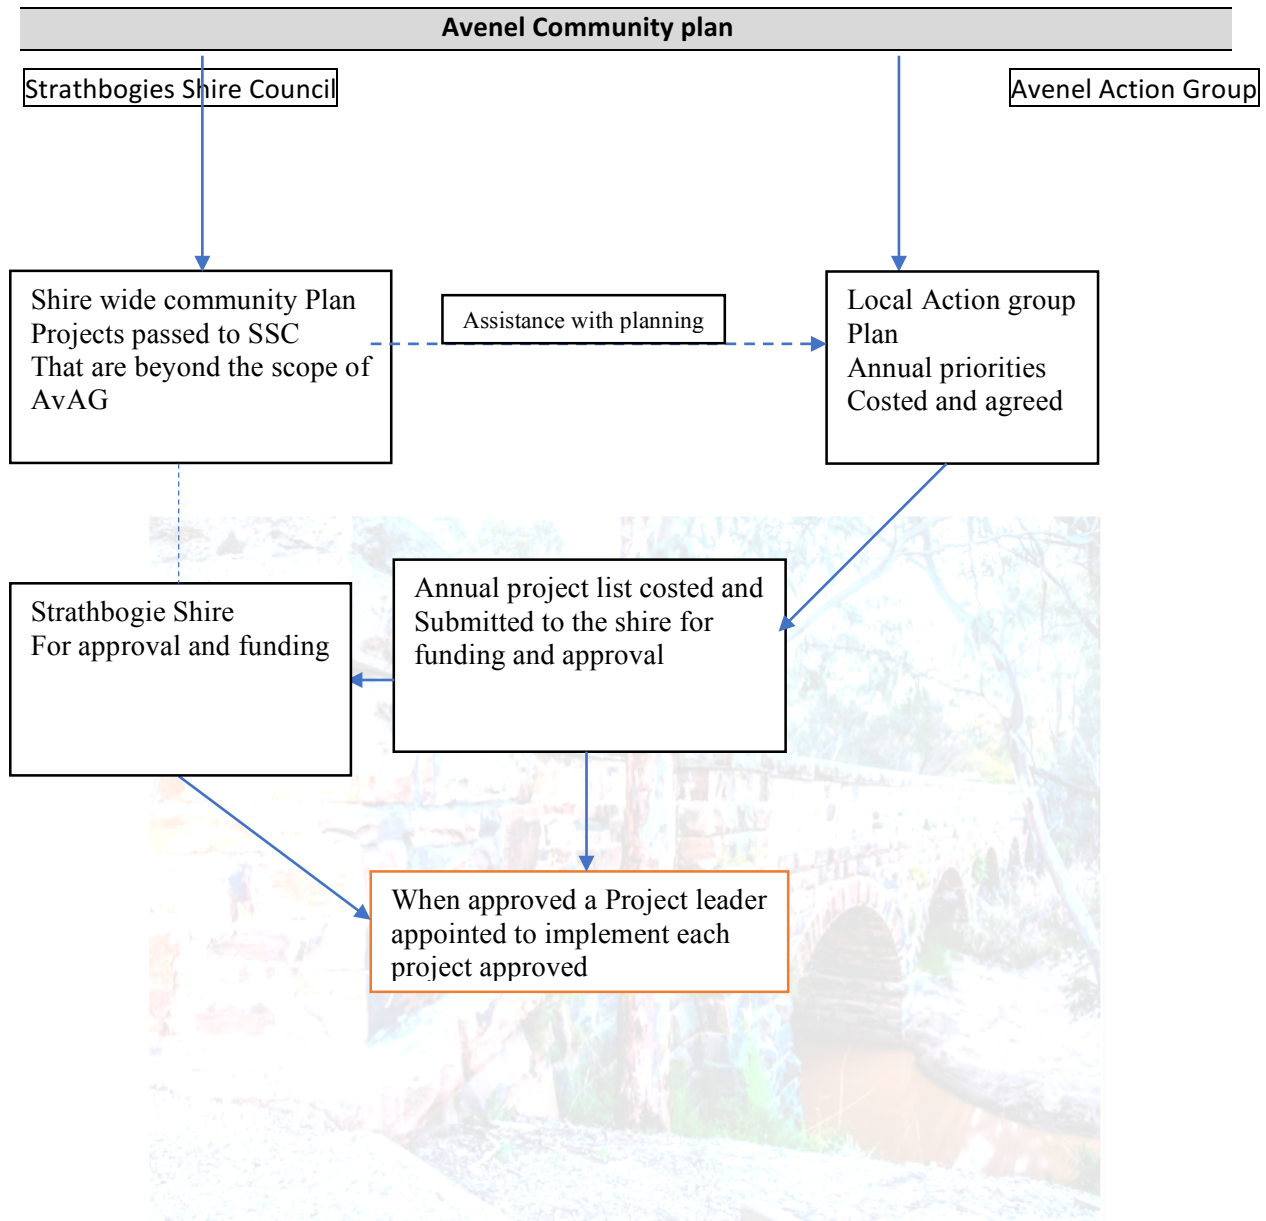 Avenel Community plan
Strathbogies Shire Council
Avenel Action Group
Shire wide community Plan
Projects passed to SSC
That are beyond the scope of
AvAG
Assistance with planning
Local Action group
Plan
Annual priorities
Costed and agreed
Strathbogie Shire
For approval and funding
Annual project list costed and
Submitted to the shire for
funding and approval
When approved a Project leader
appointed to implement each
project approved